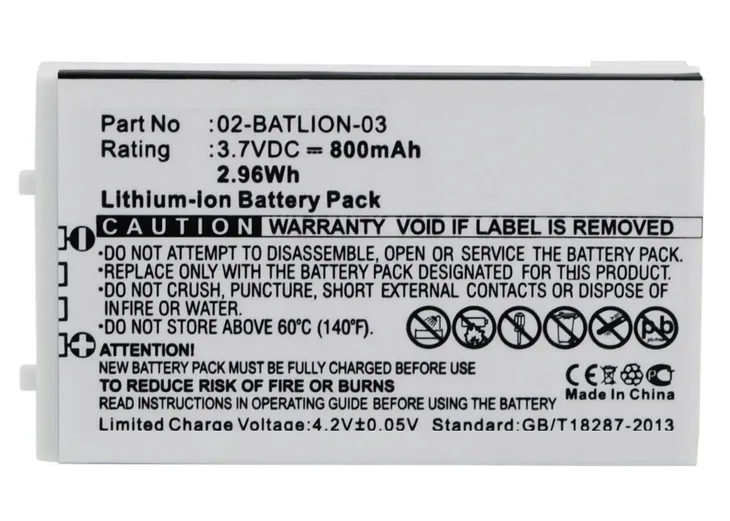 Part No :02-BATLION-03
Rating :3.7VDC ⎓ 800mAh
2.96Wh
Lithium-ion Battery Pack
CAUTION WARRANTY VOID IF LABEL IS REMOVED
·DO NOT ATTEMPT TO DISASSEMBLE, OPEN OR SERVICE THE BATTERY PACK.
·REPLACE ONLY WITH THE BATTERY PACK DESIGNATED FOR THIS PRODUCT.
·DO NOT CRUSH, PUNCTURE, SHORT EXTERNAL CONTACTS OR DISPOSE OF
IN FIRE OR WATER.
·DO NOT STORE ABOVE 60°C (140°F).
Pb
ATTENTION!
NEW BATTERY PACK MUST BE FULLY CHARGED BEFORE USE
TO REDUCE RISK OF FIRE OR BURNS
READ INSTRUCTIONS IN OPERATING GUIDE BEFORE USING THE BATTERY
CE
Made In China
Limited Charge Voltage:4.2V±0.05V Standard:GB/T18287-2013